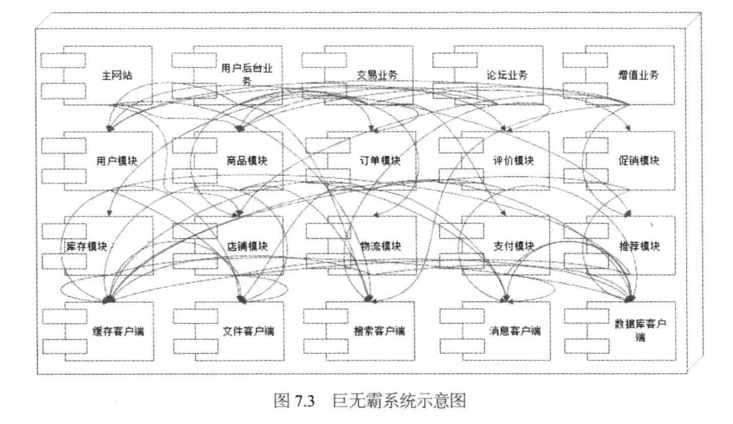 主网站
用户后台业
务
交易业务
论坛业务
增值业务
用户模块
商品模块
订单模块
评价模块
促销模块
库存模块
店铺模块
物流模块
支付模块
推荐模块
缓存客户端
文件客户端
搜索客户端
消息客户端
数据库客户
端
图 7.3 巨无霸系统示意图